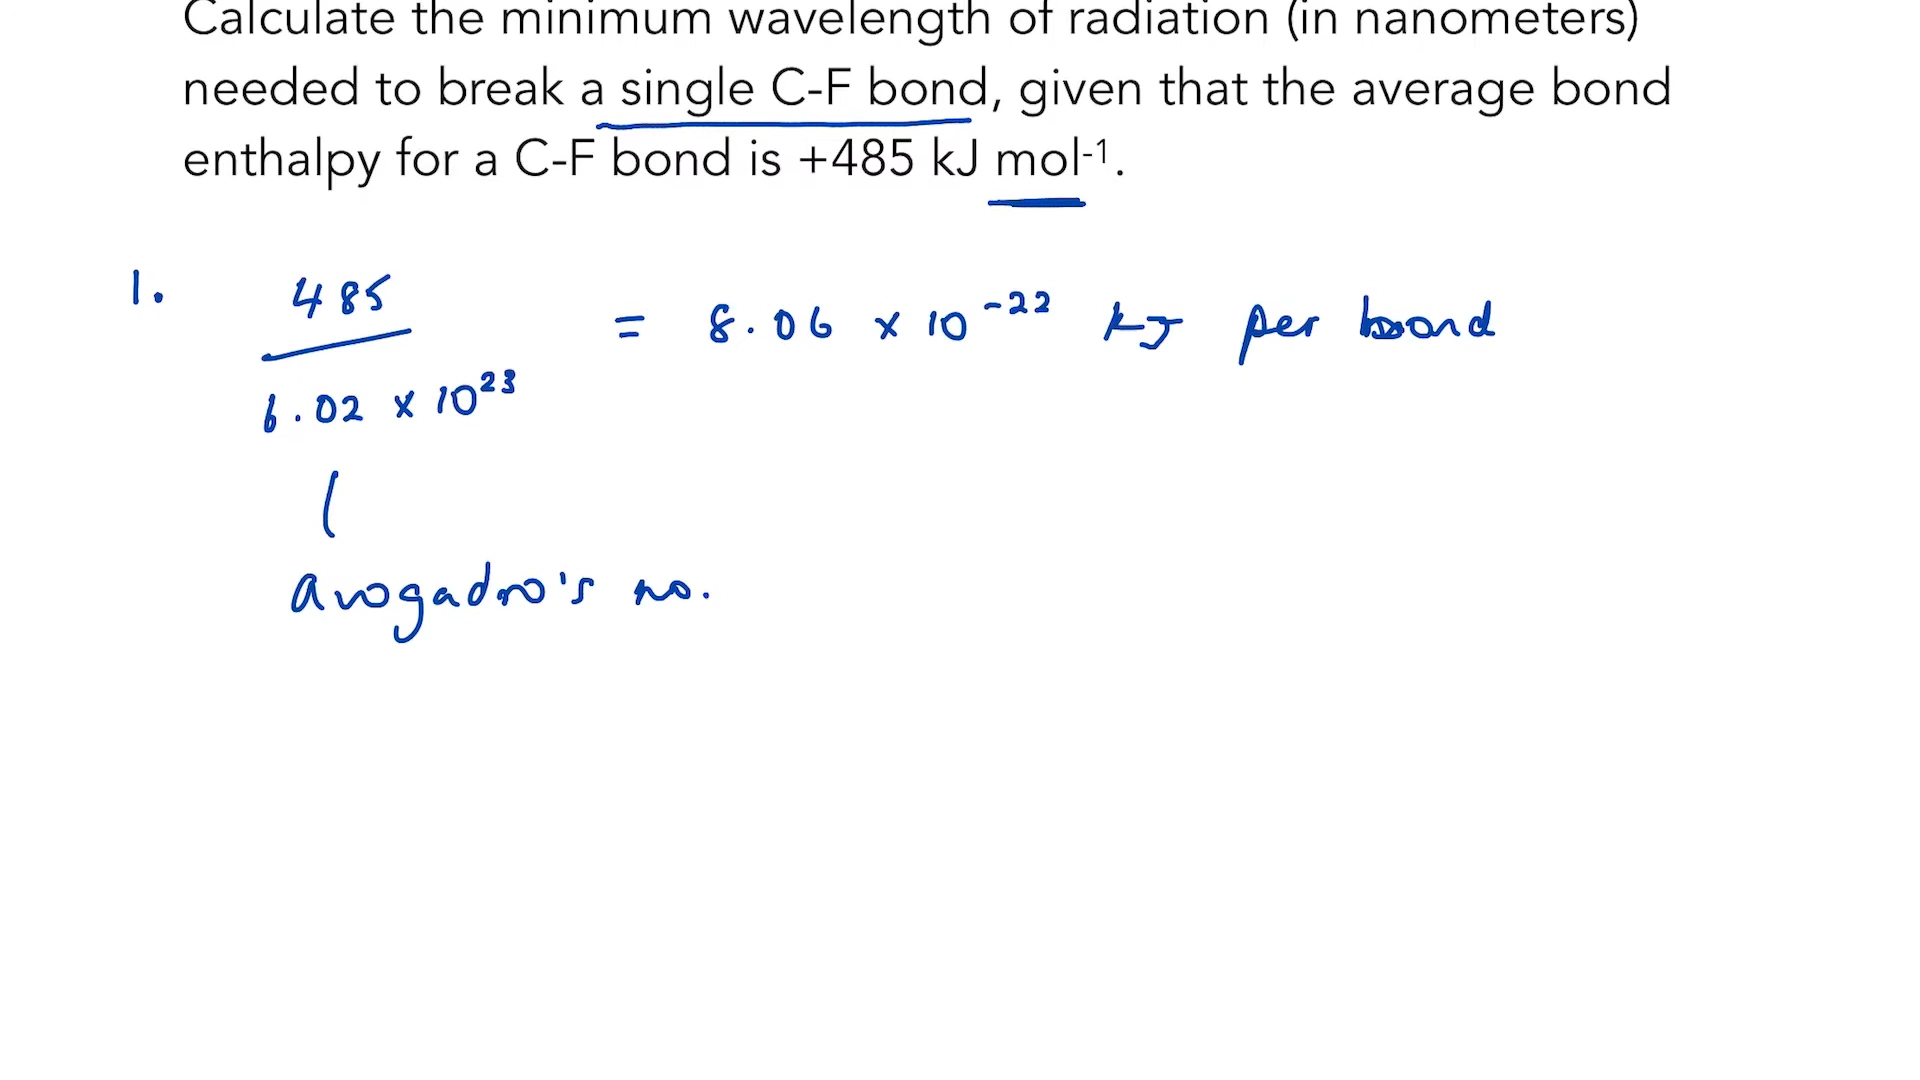 Calculate the minimum wavelength of radiation (in nanometers)
needed to break a single C-F bond, given that the average bond
enthalpy for a C-F bond is +485 kJ mol⁻¹.
1. 485
= 8.06 x 10⁻²² kJ per bond
6.02 x 10²³
avogadro's no.